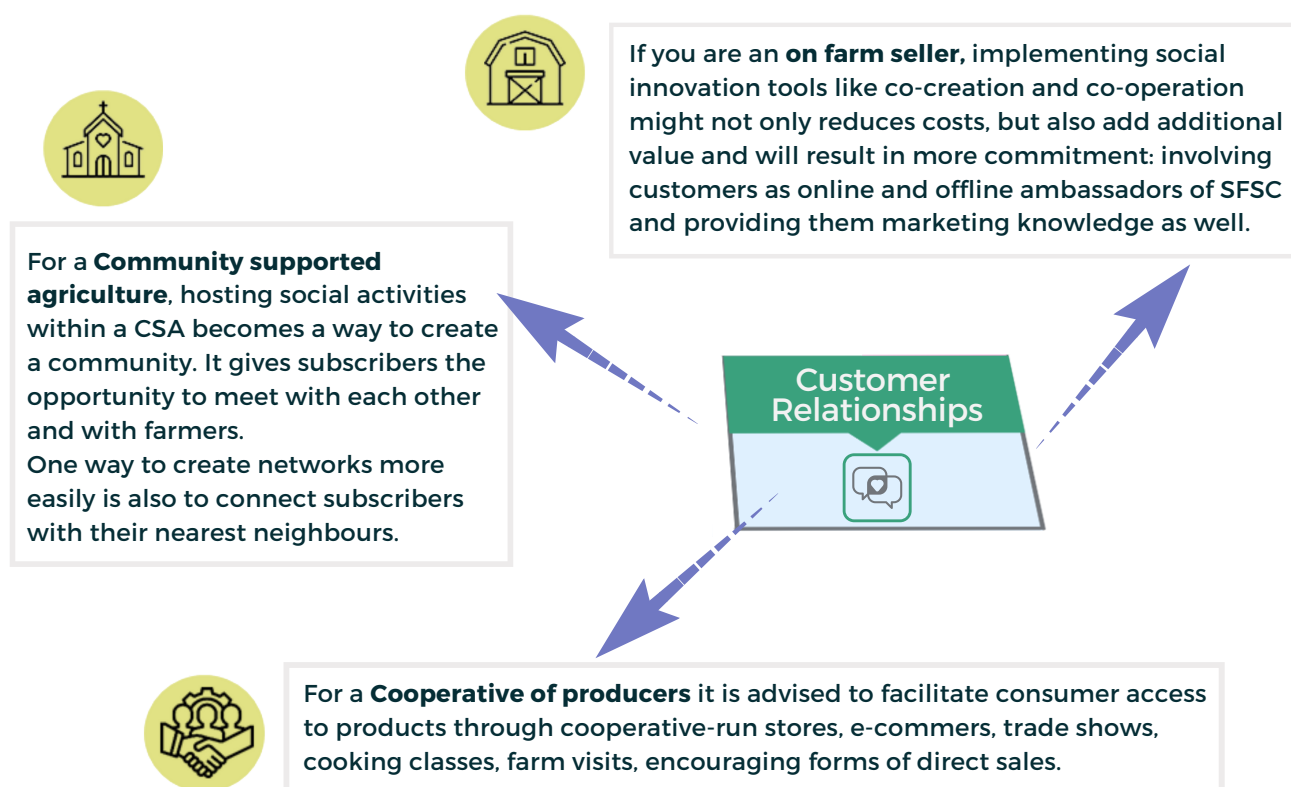 If you are an on farm seller, implementing social
innovation tools like co-creation and co-operation
might not only reduces costs, but also add additional
value and will result in more commitment: involving
customers as online and offline ambassadors of SFSC
and providing them marketing knowledge as well.
For a Community supported
agriculture, hosting social activities
within a CSA becomes a way to create
a community. It gives subscribers the
opportunity to meet with each other
and with farmers.
One way to create networks more
easily is also to connect subscribers
with their nearest neighbours.
Customer
Relationships
For a Cooperative of producers it is advised to facilitate consumer access
to products through cooperative-run stores, e-commers, trade shows,
cooking classes, farm visits, encouraging forms of direct sales.